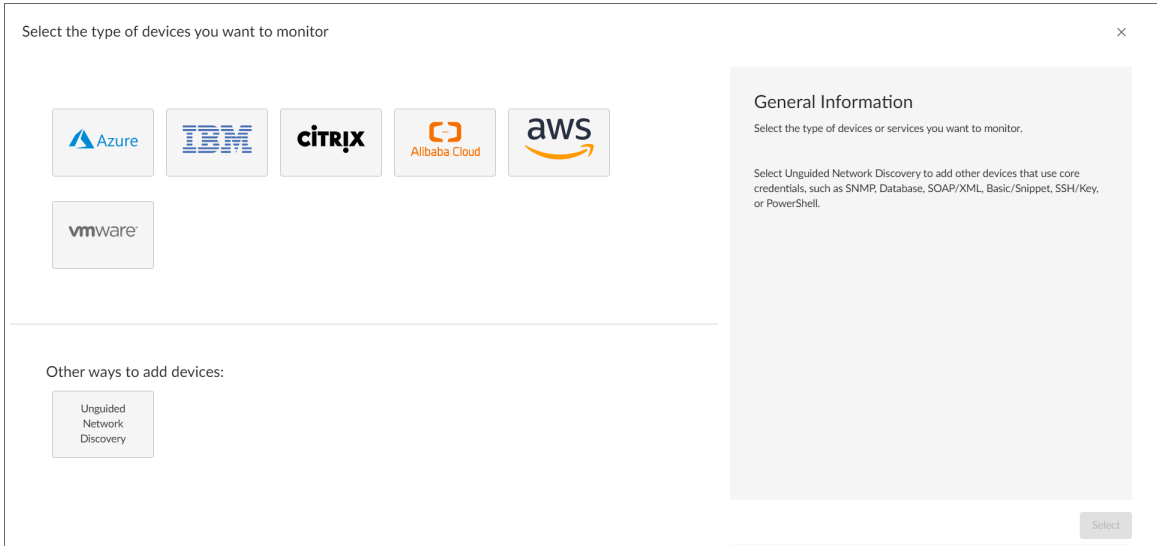 Select the type of devices you want to monitor
×
Azure
IBM
CİTRỊX
Alibaba Cloud
aws
vmware
General Information
Select the type of devices or services you want to monitor.
Select Unguided Network Discovery to add other devices that use core
credentials, such as SNMP, Database, SOAP/XML, Basic/Snippet, SSH/Key,
or PowerShell.
Other ways to add devices:
Unguided
Network
Discovery
Select